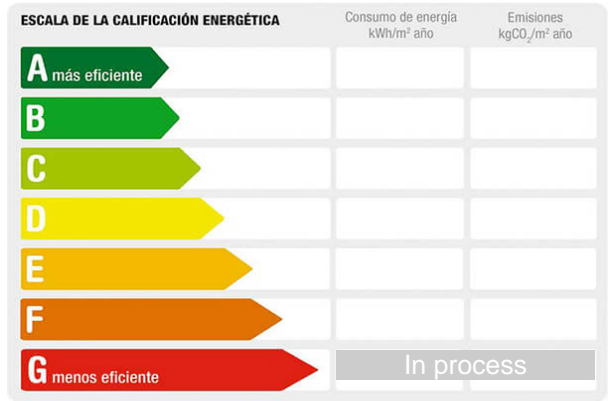 ESCALA DE LA CALIFICACIÓN ENERGÉTICA
Consumo de energía
kWh/m² año
Emisiones
kgCO₂/m² año
A más eficiente
B
C
D
E
F
G menos eficiente
In process